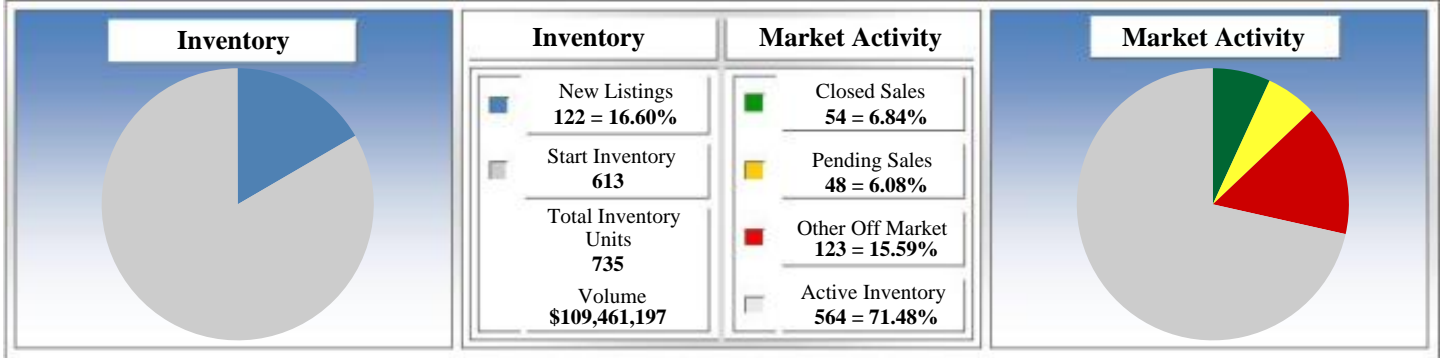 Inventory
Inventory
New Listings
122 = 16.60%
Start Inventory
613
Total Inventory
Units
735
Volume
$109,461,197
Market Activity
Closed Sales
54 = 6.84%
Pending Sales
48 = 6.08%
Other Off Market
123 = 15.59%
Active Inventory
564 = 71.48%
Market Activity